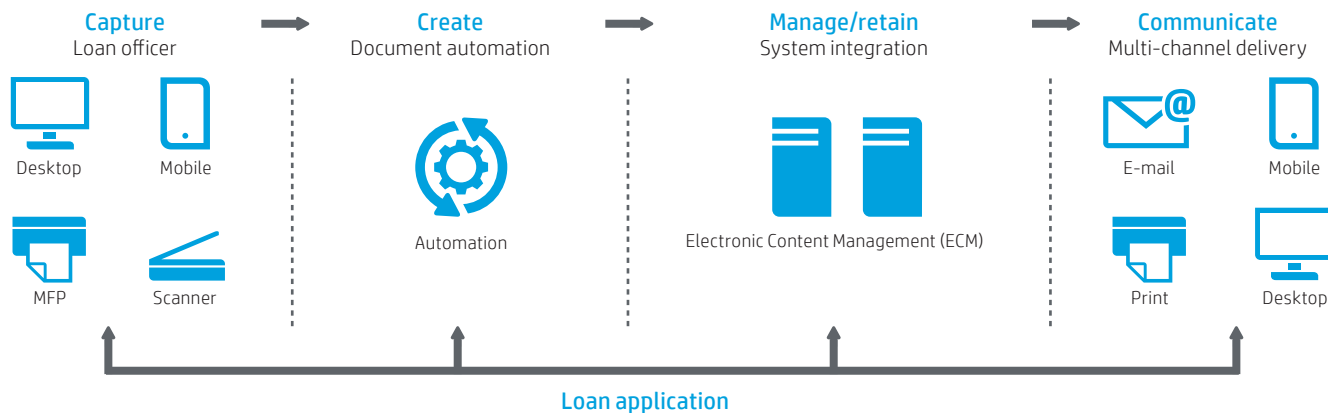 Capture
Loan officer
Desktop
Mobile
MFP
Scanner
Create
Document automation
Automation
Manage/retain
System integration
Electronic Content Management (ECM)
Communicate
Multi-channel delivery
@
E-mail
Mobile
Print
Desktop
Loan application